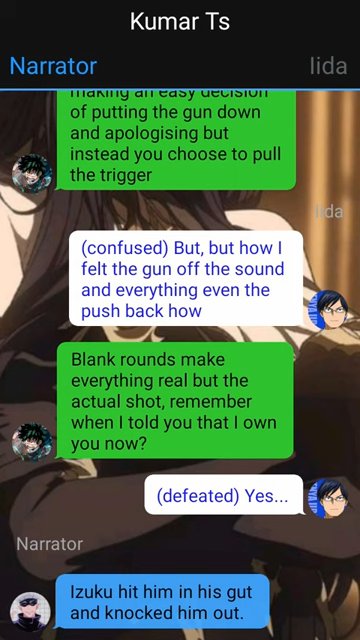 Kumar Ts
Narrator Iida
making an easy decision
of putting the gun down
and apologising but
instead you choose to pull
the trigger
Iida
(confused) But, but how I
felt the gun off the sound
and everything even the
push back how
Blank rounds make
everything real but the
actual shot, remember
when I told you that I own
you now?
(defeated) Yes...
Narrator
Izuku hit him in his gut
and knocked him out.